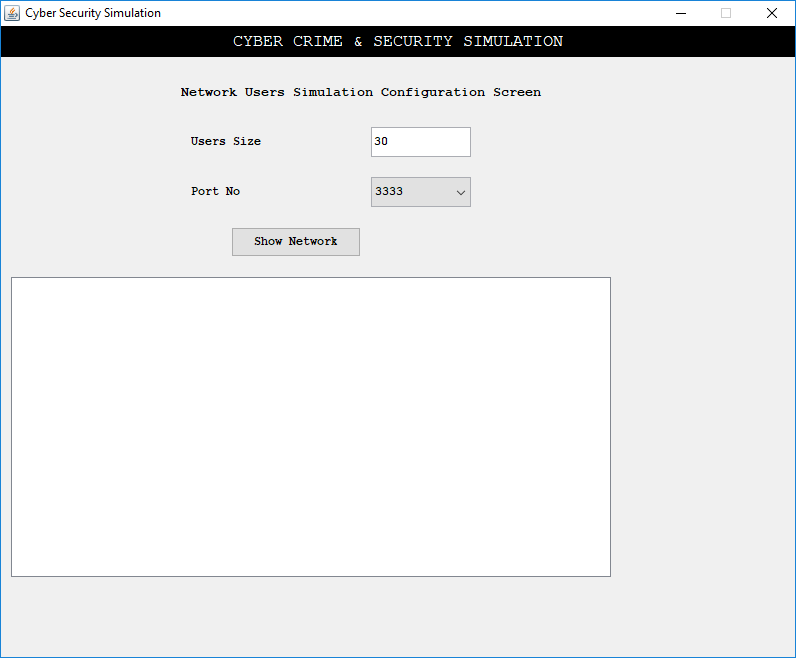 Cyber Security Simulation
CYBER CRIME & SECURITY SIMULATION
Network Users Simulation Configuration Screen
Users Size 30
Port No 3333
Show Network